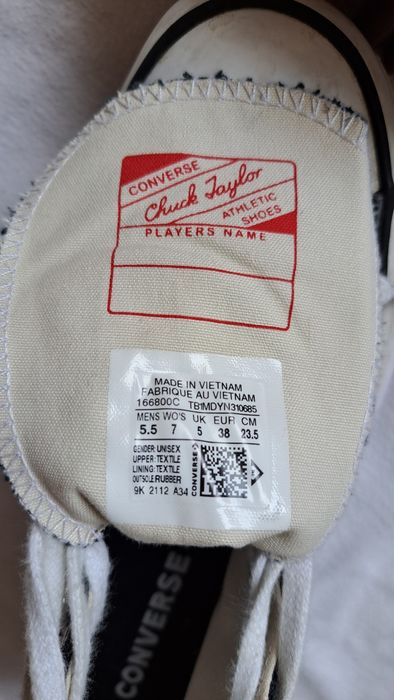 CONVERSE
Chuck Taylor
ATHLETIC
SHOES
PLAYERS NAME
MADE IN VIETNAM
FABRIQUE AU VIETNAM
166800C TB1MDYN310685
MENS WO'S UK EUR CM
5.5 7 5 38 23.5
GENDER: UNISEX
UPPER: TEXTILE
LINING: TEXTILE
OUTSOLE:RUBBER
9K 2112 A34
CONVERSE
CONVERSE